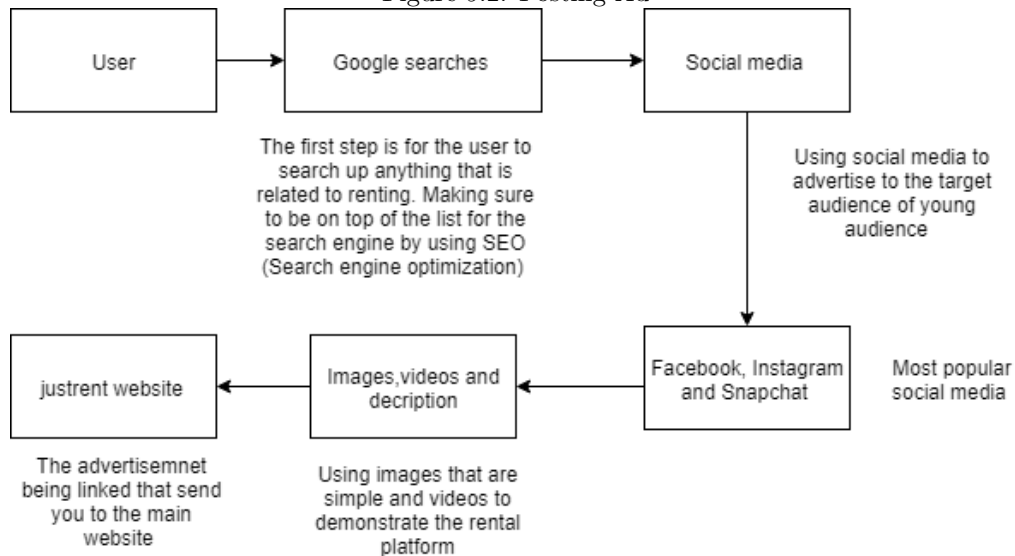 User
Google searches
Social media
The first step is for the user to
search up anything that is
related to renting. Making sure
to be on top of the list for the
search engine by using SEO
(Search engine optimization)
Using social media to
advertise to the target
audience of young
audience
Facebook, Instagram
and Snapchat
Most popular
social media
Images,videos and
decription
Using images that are
simple and videos to
demonstrate the rental
platform
justrent website
The advertisemnet
being linked that send
you to the main
website